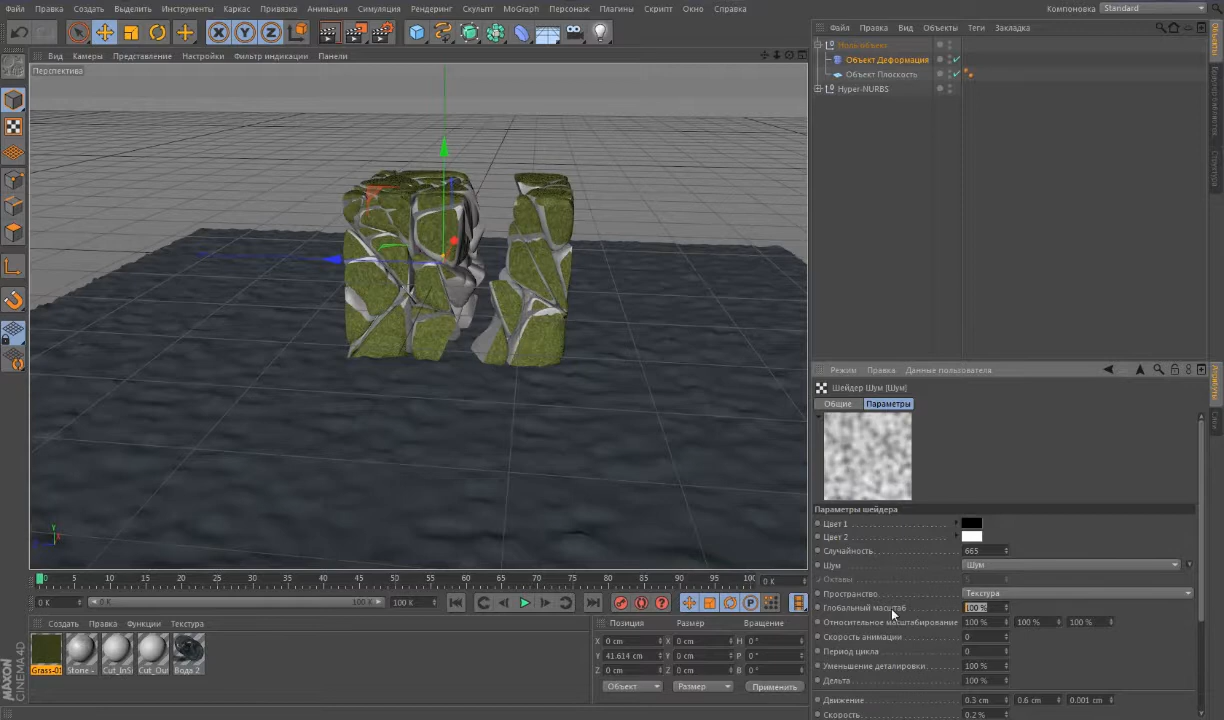 Файл Правка Создать Выделить Инструменты Каркас Привязка Анимация Симуляция Рендеринг Скульпт MoGraph Персонаж Плагины Скрипт Окно Справка Компоновка Standard
Вид Камеры Представление Настройки Фильтр индикации Панели
Перспектива
Файл Правка Вид Объекты Теги Закладка
Объект Деформация
Объект Плоскость
Hyper-NURBS
Объекты
Структура
Режим Правка Данные пользователя
Атрибуты
Слои
Шейдер Шум [Шум]
Общие Параметры
Параметры шейдера
Цвет 1
Цвет 2
Случайность 665
Шум Шум
Октавы 5
Пространство Текстура
Глобальный масштаб 100 %
Относительное масштабирование 100 % 100 % 100 %
Скорость анимации 0
Период цикла 0
Уменьшение деталировки 100 %
Дельта 100 %
Движение 0.3 cm 0.6 cm 0.001 cm
Скорость 0.2 %
Y
0 5 10 15 20 25 30 35 40 45 50 55 60 65 70 75 80 85 90 95 100 0 K
0 K 0 K 100 K 100 K
Создать Правка Функции Текстура
Grass-01 Stone - Cut_InS Cut_Out Вода 2
Позиция Размер Вращение
X 0 cm X 0 cm H 0 °
Y 41.614 cm Y 0 cm P 0 °
Z 0 cm Z 0 cm B 0 °
Объект Размер Применить
MAXON
CINEMA 4D